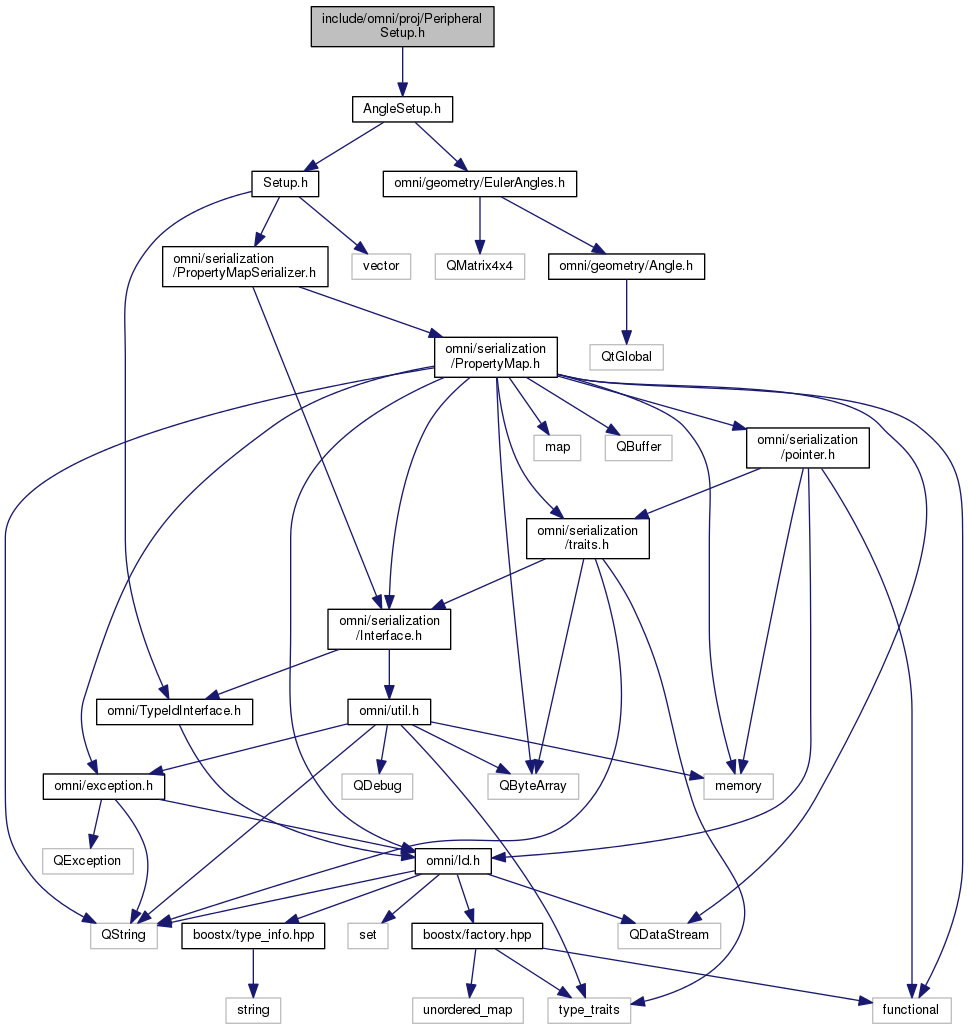 include/omni/proj/Peripheral
Setup.h
AngleSetup.h
Setup.h
omni/geometry/EulerAngles.h
omni/serialization
/PropertyMapSerializer.h
vector
QMatrix4x4
omni/geometry/Angle.h
omni/serialization
/PropertyMap.h
QtGlobal
map
QBuffer
omni/serialization
/pointer.h
omni/serialization
/traits.h
omni/serialization
/Interface.h
omni/TypeIdInterface.h
omni/util.h
omni/exception.h
QDebug
QByteArray
memory
QException
omni/Id.h
QString
boostx/type_info.hpp
set
boostx/factory.hpp
QDataStream
string
unordered_map
type_traits
functional